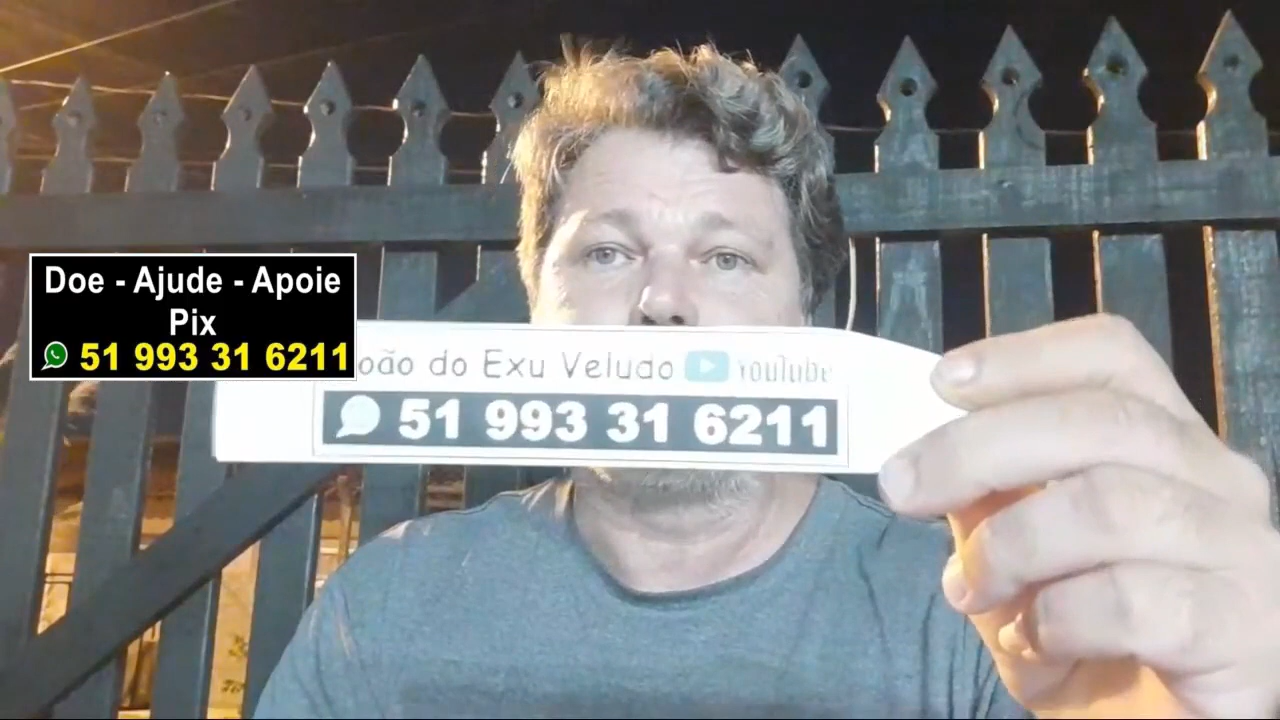 Doe - Ajude - Apoie
Pix
51 993 31 6211
oão do Exu Veludo YouTube
51 993 31 6211